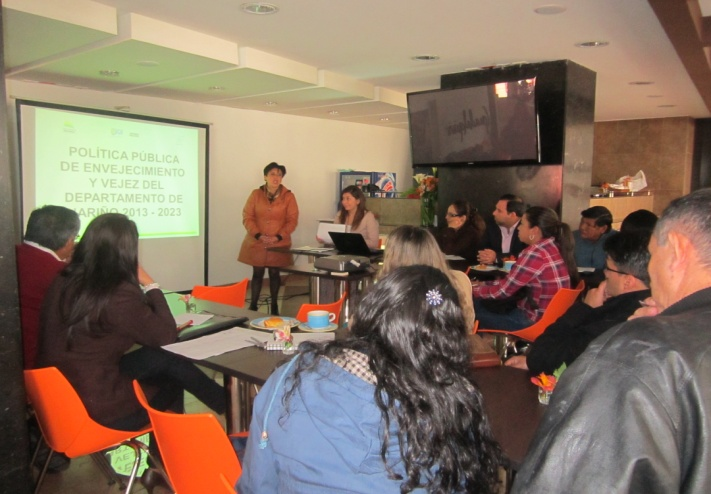 POLÍTICA PÚBLICA
DE ENVEJECIMIENTO
Y VEJEZ DEL
DEPARTAMENTO DE
NARIÑO 2013 - 2023